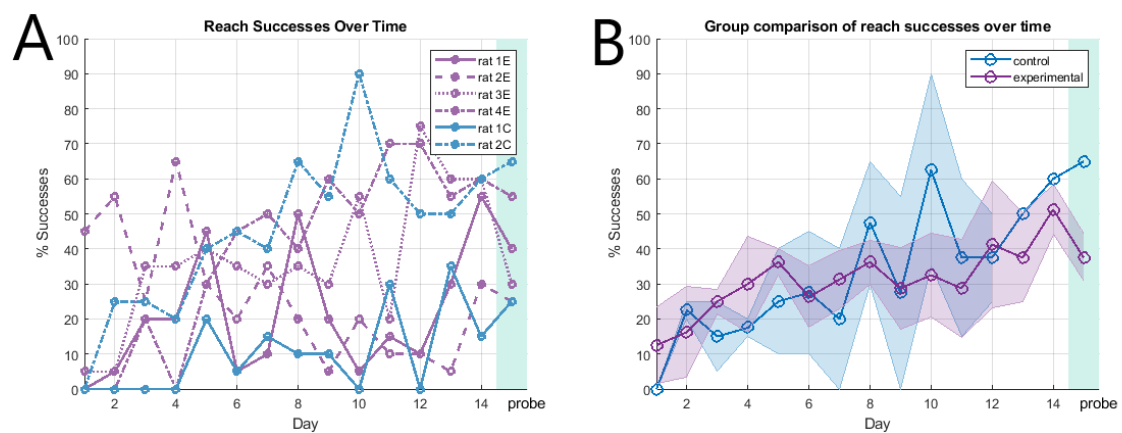 A
Reach Successes Over Time
% Successes
100
90
80
70
60
50
40
30
20
10
0
rat 1E
rat 2E
rat 3E
rat 4E
rat 1C
rat 2C
2 4 6 8 10 12 14 probe
Day
B
Group comparison of reach successes over time
% Successes
100
90
80
70
60
50
40
30
20
10
0
control
experimental
2 4 6 8 10 12 14 probe
Day